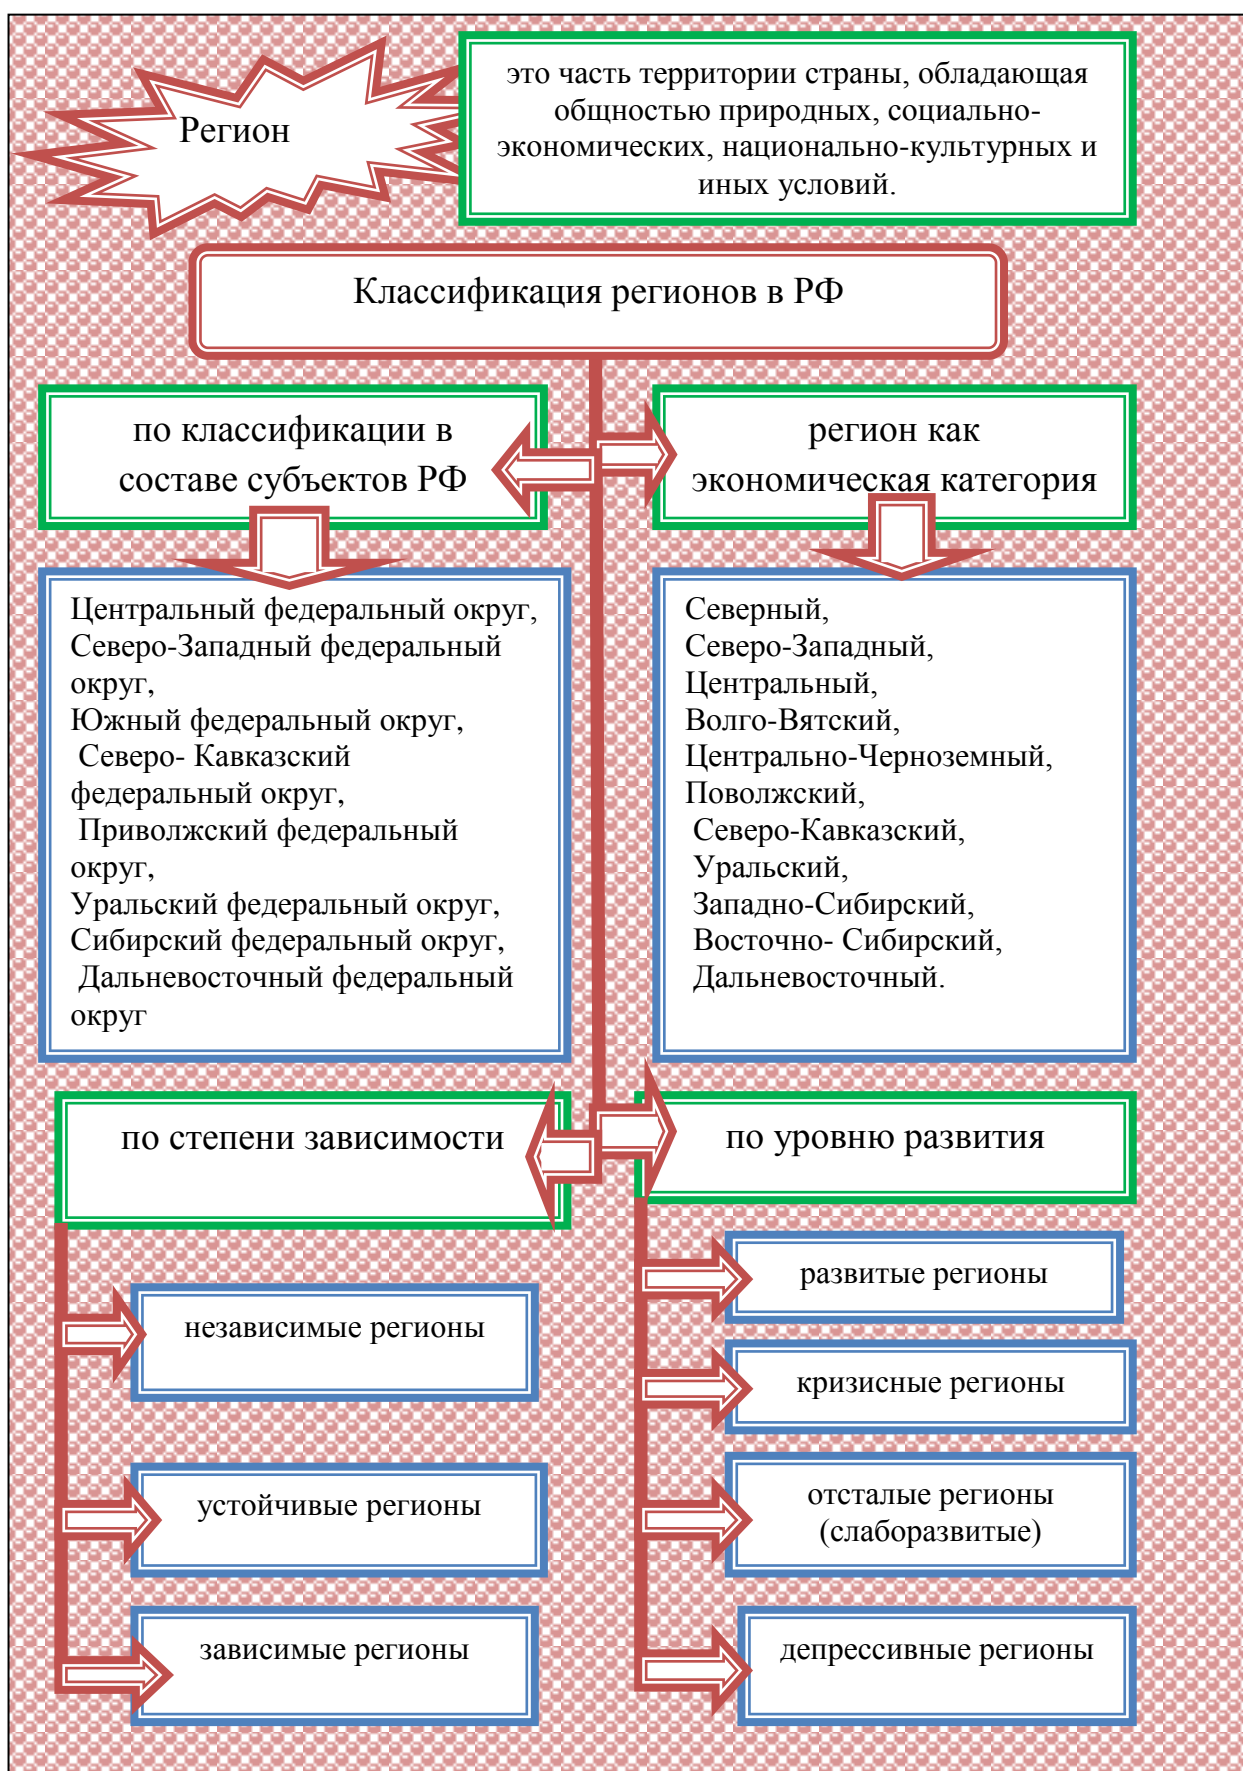 Регион
это часть территории страны, обладающая
общностью природных, социально-
экономических, национально-культурных и
иных условий.
Классификация регионов в РФ
по классификации в
составе субъектов РФ
регион как
экономическая категория
Центральный федеральный округ,
Северо-Западный федеральный
округ,
Южный федеральный округ,
Северо- Кавказский
федеральный округ,
Приволжский федеральный
округ,
Уральский федеральный округ,
Сибирский федеральный округ,
Дальневосточный федеральный
округ
Северный,
Северо-Западный,
Центральный,
Волго-Вятский,
Центрально-Черноземный,
Поволжский,
Северо-Кавказский,
Уральский,
Западно-Сибирский,
Восточно- Сибирский,
Дальневосточный.
по степени зависимости
по уровню развития
независимые регионы
устойчивые регионы
зависимые регионы
развитые регионы
кризисные регионы
отсталые регионы
(слаборазвитые)
депрессивные регионы